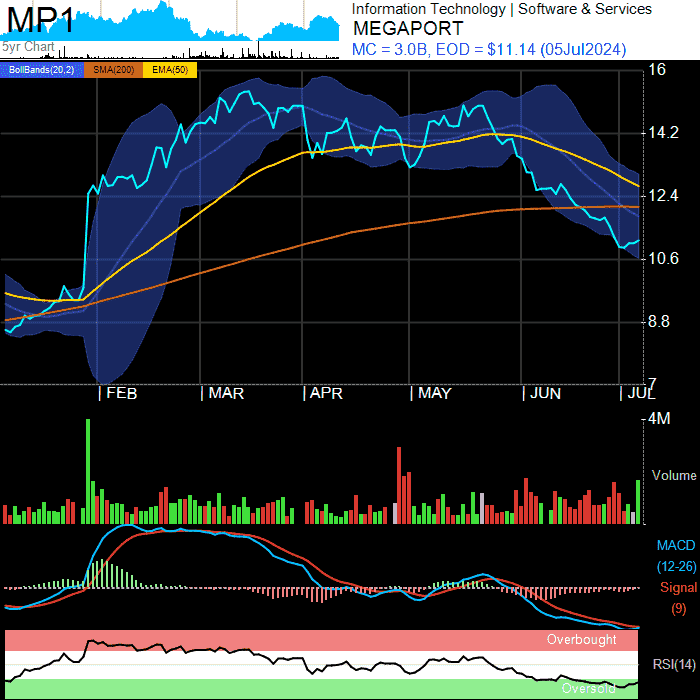 MP1
Information Technology | Software & Services
MEGAPORT
MC = 3.0B, EOD = $11.14 (05Jul2024)
5yr Chart
BollBands(20,2) SMA(200) EMA(50)
16
14.2
12.4
10.6
8.8
7
FEB MAR APR MAY JUN JUL
4M
Volume
MACD
(12-26)
Signal
(9)
Overbought
RSI(14)
Oversold